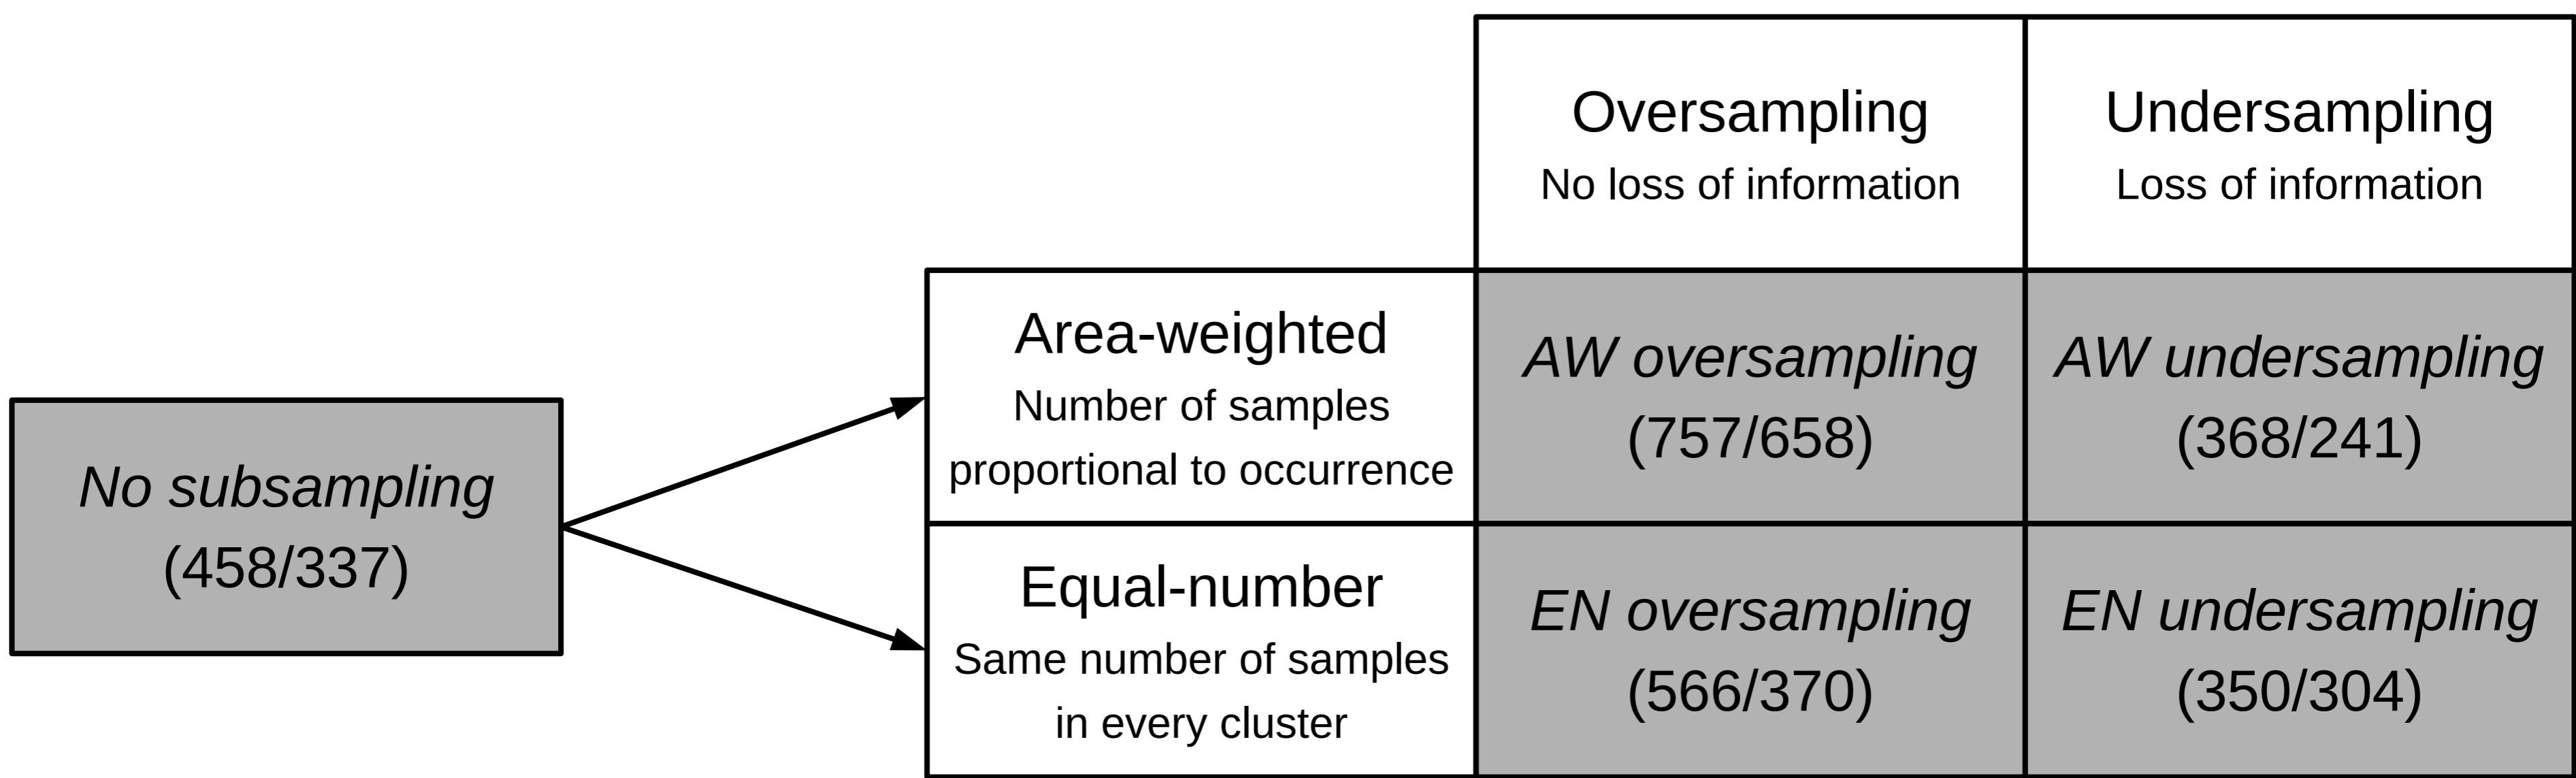 Oversampling
No loss of information
Undersampling
Loss of information
No subsampling
(458/337)
Area-weighted
Number of samples
proportional to occurrence
AW oversampling
(757/658)
AW undersampling
(368/241)
Equal-number
Same number of samples
in every cluster
EN oversampling
(566/370)
EN undersampling
(350/304)